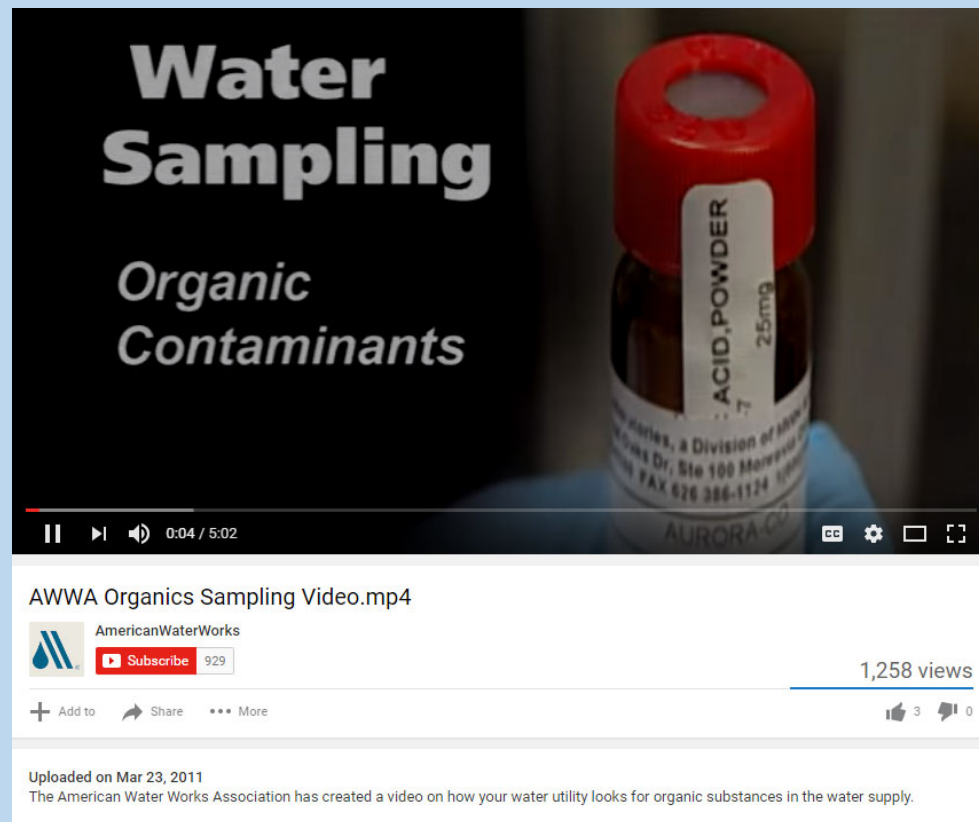 Water
Sampling
Organic
Contaminants
ACID,POWDER
25mg
-7
a Division of
Dr, Ste 100
FAX 626 386-1124
AURORA-CO
0:04 / 5:02
CC
AWWA Organics Sampling Video.mp4
AmericanWaterWorks
Subscribe 929
1,258 views
Add to Share More
3 0
Uploaded on Mar 23, 2011
The American Water Works Association has created a video on how your water utility looks for organic substances in the water supply.